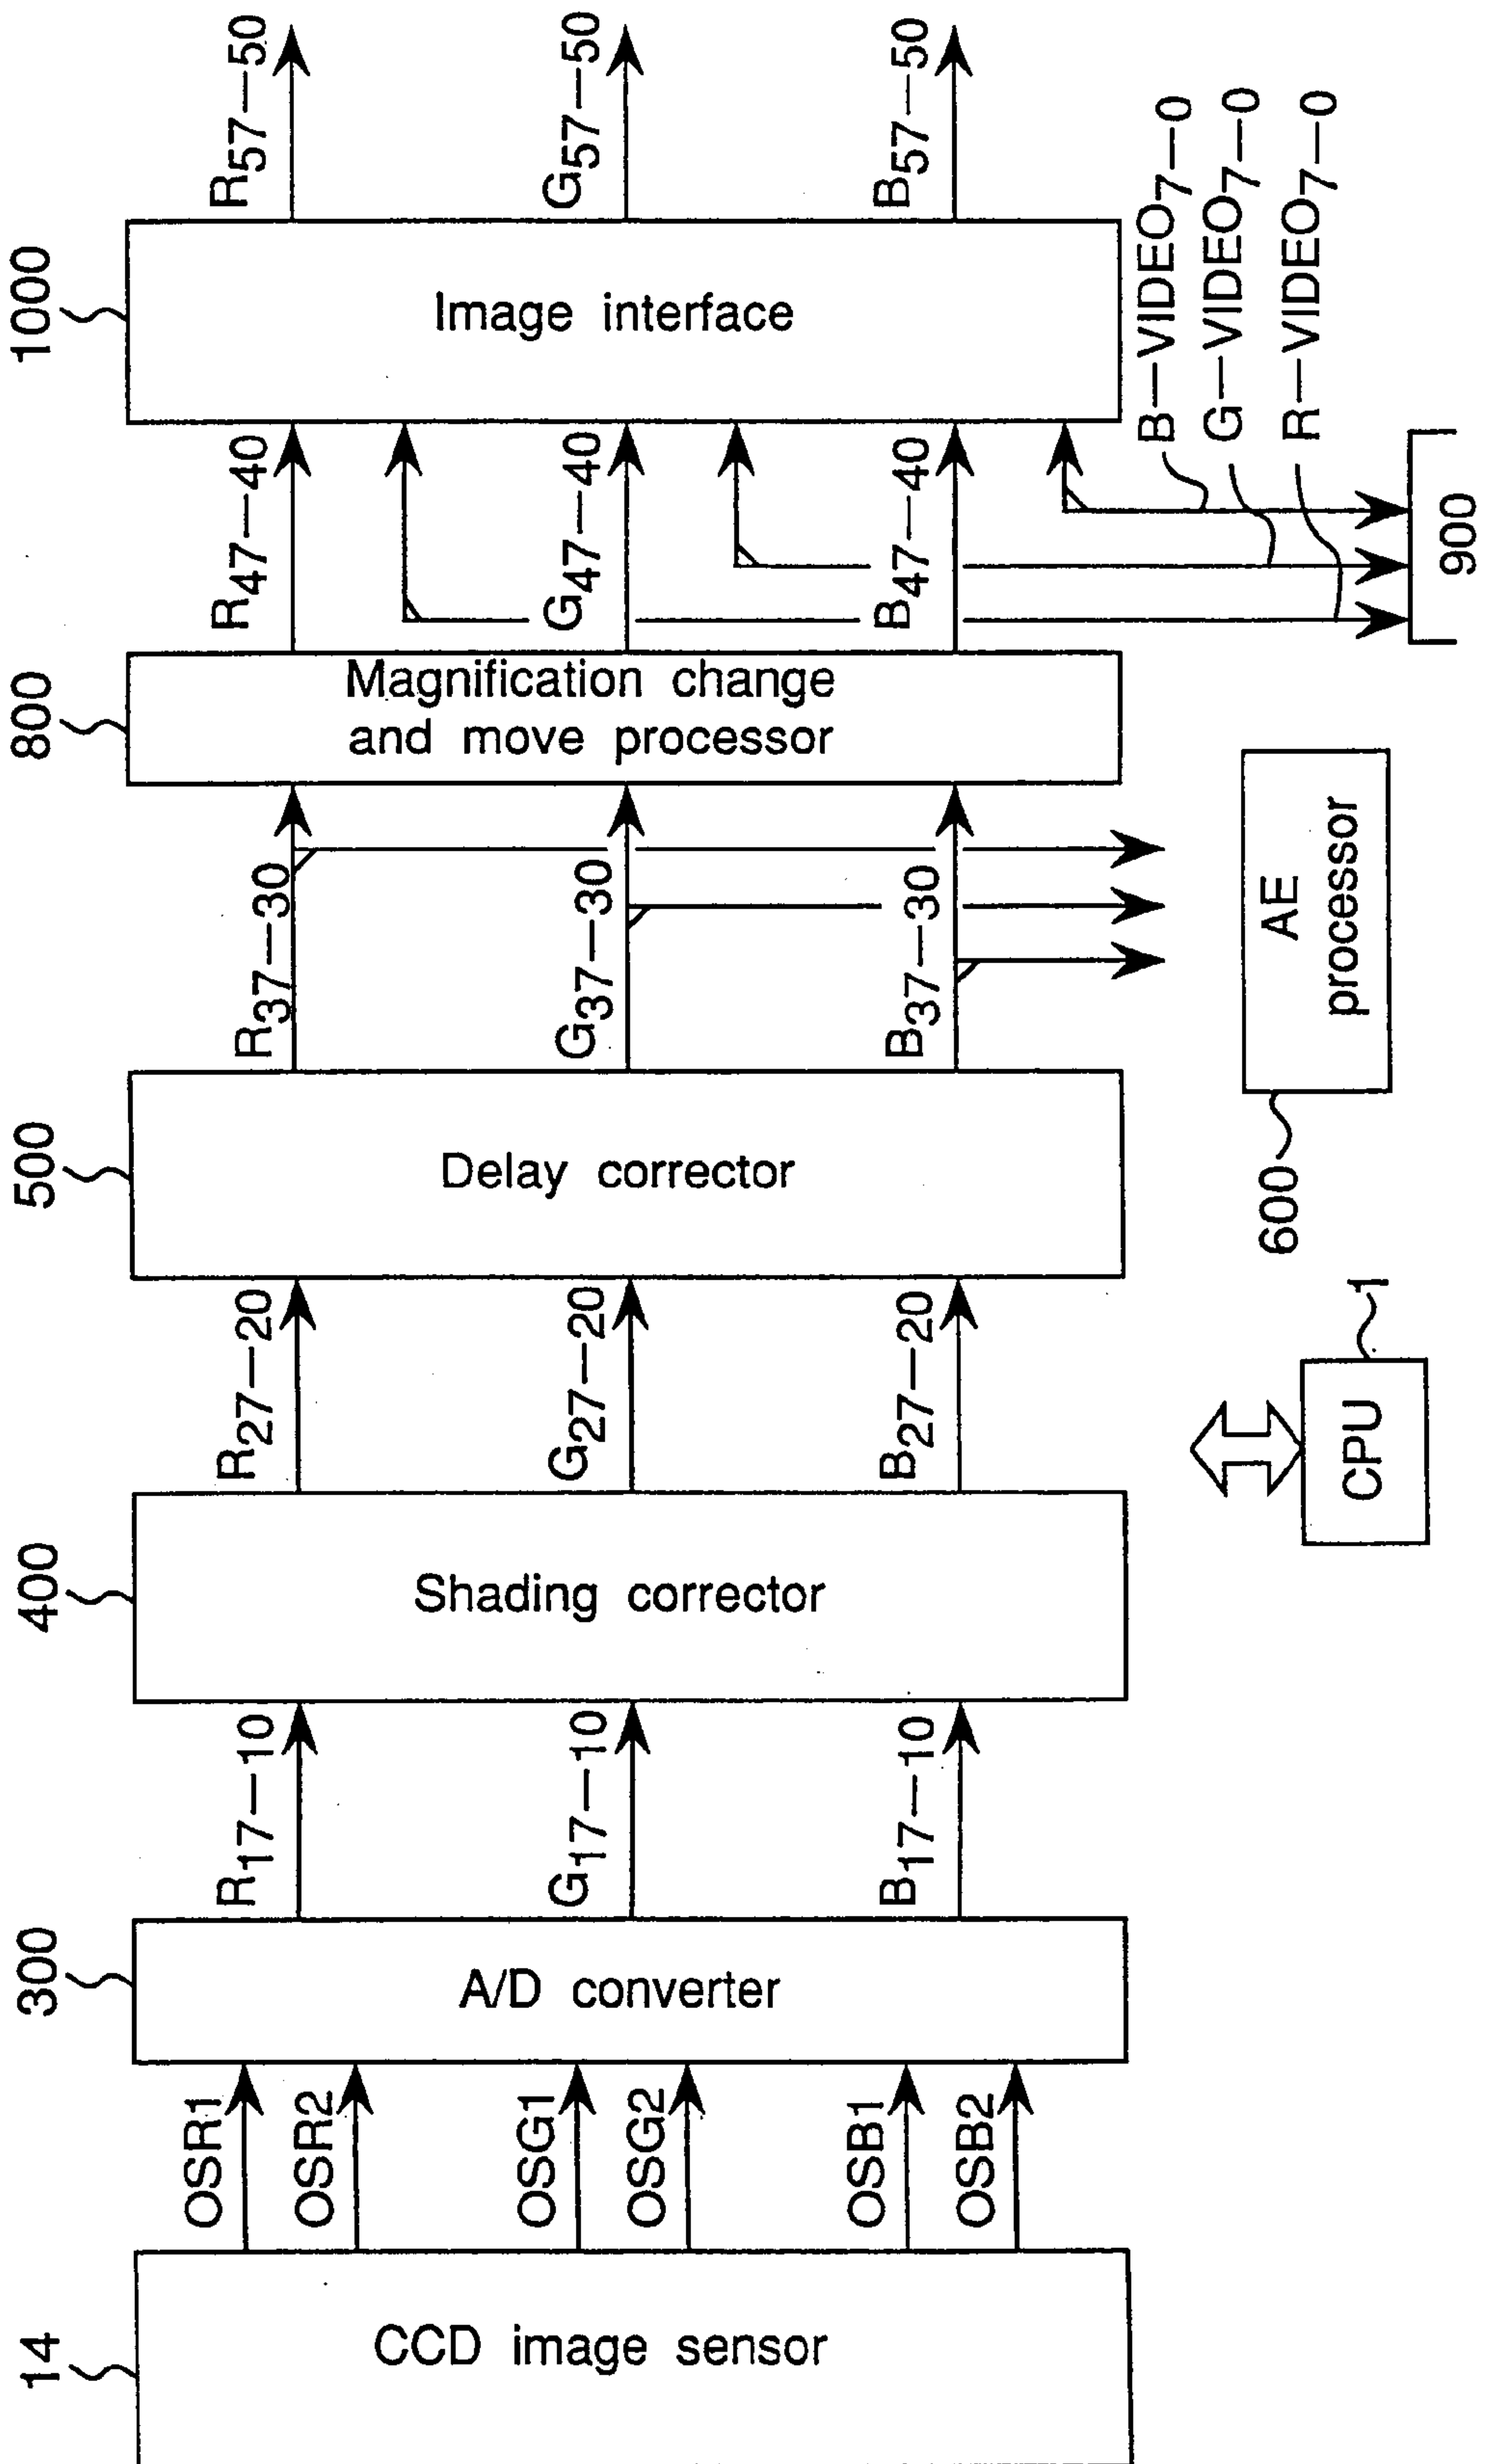 14
CCD image sensor
OSR1
OSR2
OSG1
OSG2
OSB1
OSB2
300
A/D converter
R17—10
G17—10
B17—10
400
Shading corrector
R27—20
G27—20
B27—20
CPU
1
500
Delay corrector
R37—30
G37—30
B37—30
600
AE
processor
800
Magnification change
and move processor
R47—40
G47—40
B47—40
900
1000
Image interface
B—VIDEO7—0
G—VIDEO7—0
R—VIDEO7—0
R57—50
G57—50
B57—50